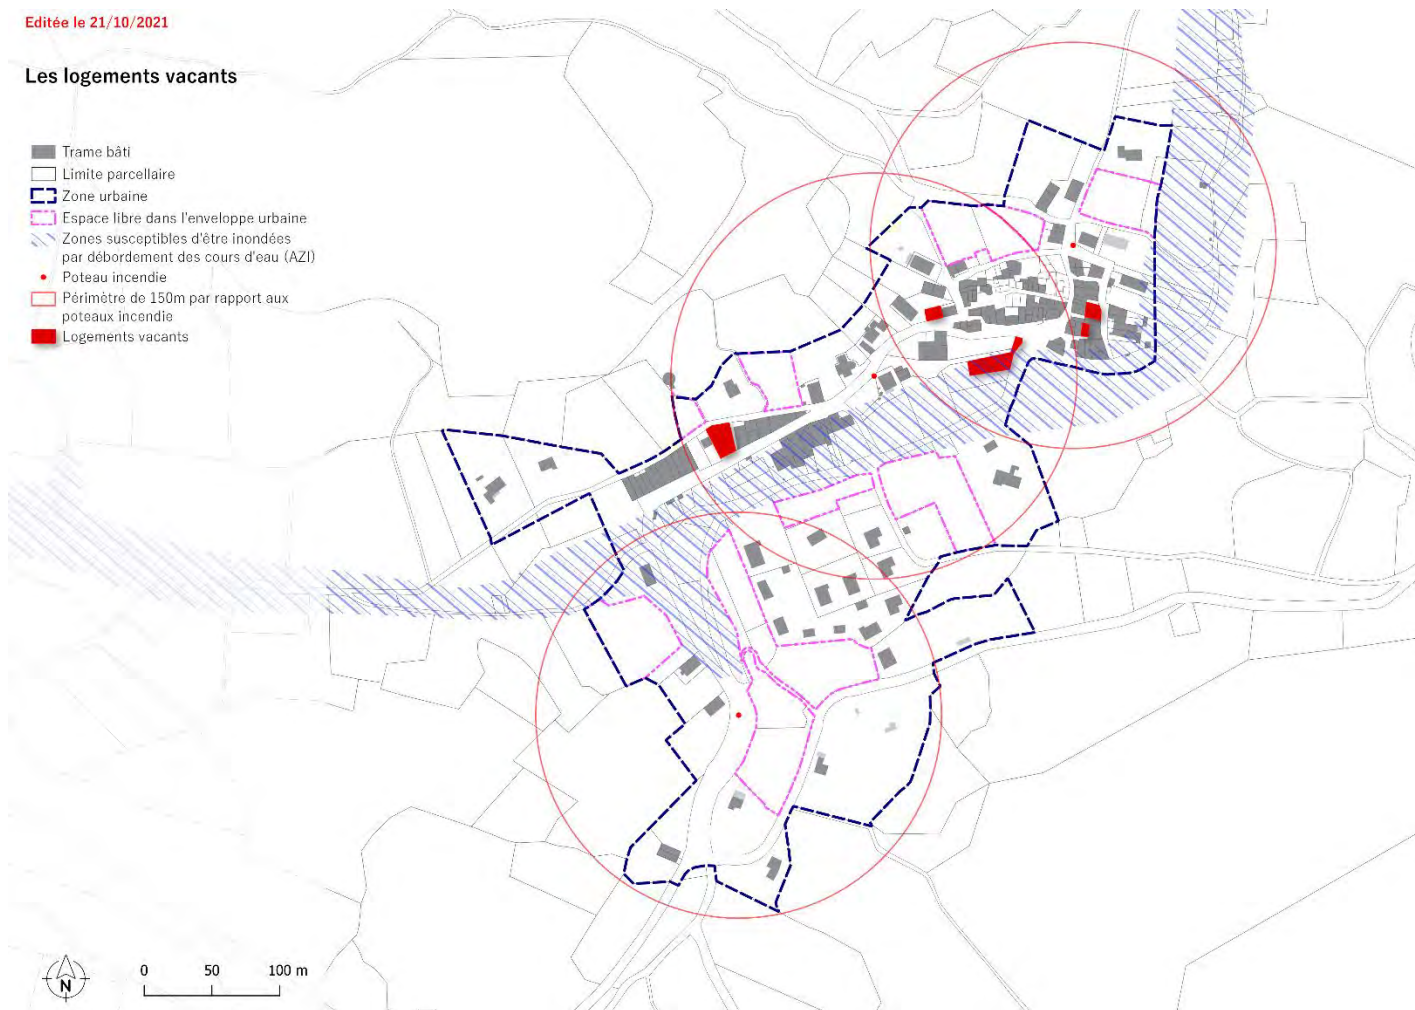 Editée le 21/10/2021
Les logements vacants
Trame bâti
Limite parcellaire
Zone urbaine
Espace libre dans l'enveloppe urbaine
Zones susceptibles d'être inondées
par débordement des cours d'eau (AZI)
Poteau incendie
Périmètre de 150m par rapport aux
poteaux incendie
Logements vacants
N
0 50 100 m